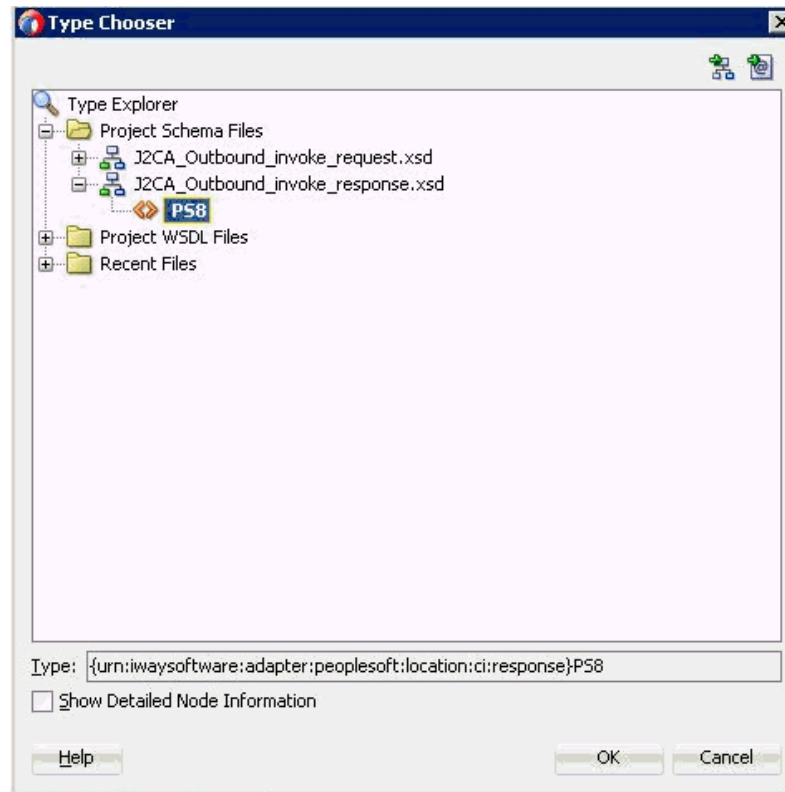 Type Chooser
Type Explorer
Project Schema Files
J2CA_Outbound_invoke_request.xsd
J2CA_Outbound_invoke_response.xsd
PS8
Project WSDL Files
Recent Files
Type: {urn:iwaysoftware:adapter:peoplesoft:location:ci:response}PS8
Show Detailed Node Information
Help OK Cancel